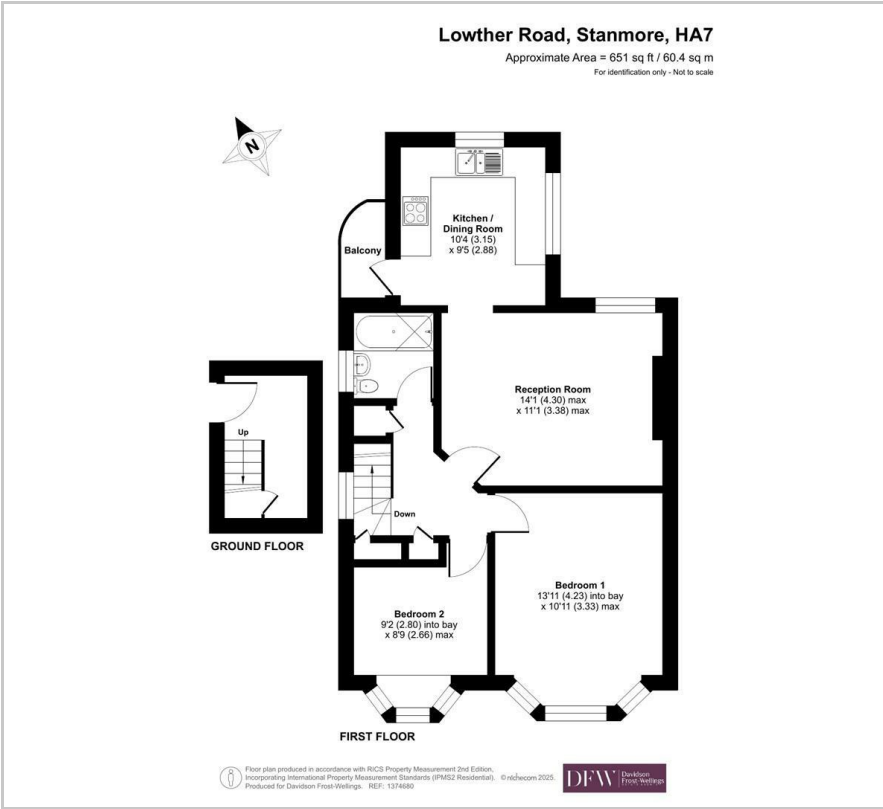 Lowther Road, Stanmore, HA7
Approximate Area = 651 sq ft / 60.4 sq m
For identification only - Not to scale
N
Kitchen /
Dining Room
10'4 (3.15)
x 9'5 (2.88)
Balcony
Reception Room
14'1 (4.30) max
x 11'1 (3.38) max
Up
GROUND FLOOR
Down
Bedroom 1
13'11 (4.23) into bay
x 10'11 (3.33) max
Bedroom 2
9'2 (2.80) into bay
x 8'9 (2.66) max
FIRST FLOOR
Floor plan produced in accordance with RICS Property Measurement 2nd Edition,
Incorporating International Property Measurement Standards (IPMS2 Residential). © nichecom 2025.
Produced for Davidson Frost-Wellings. REF: 1374680
DFW
Davidson
Frost-Wellings